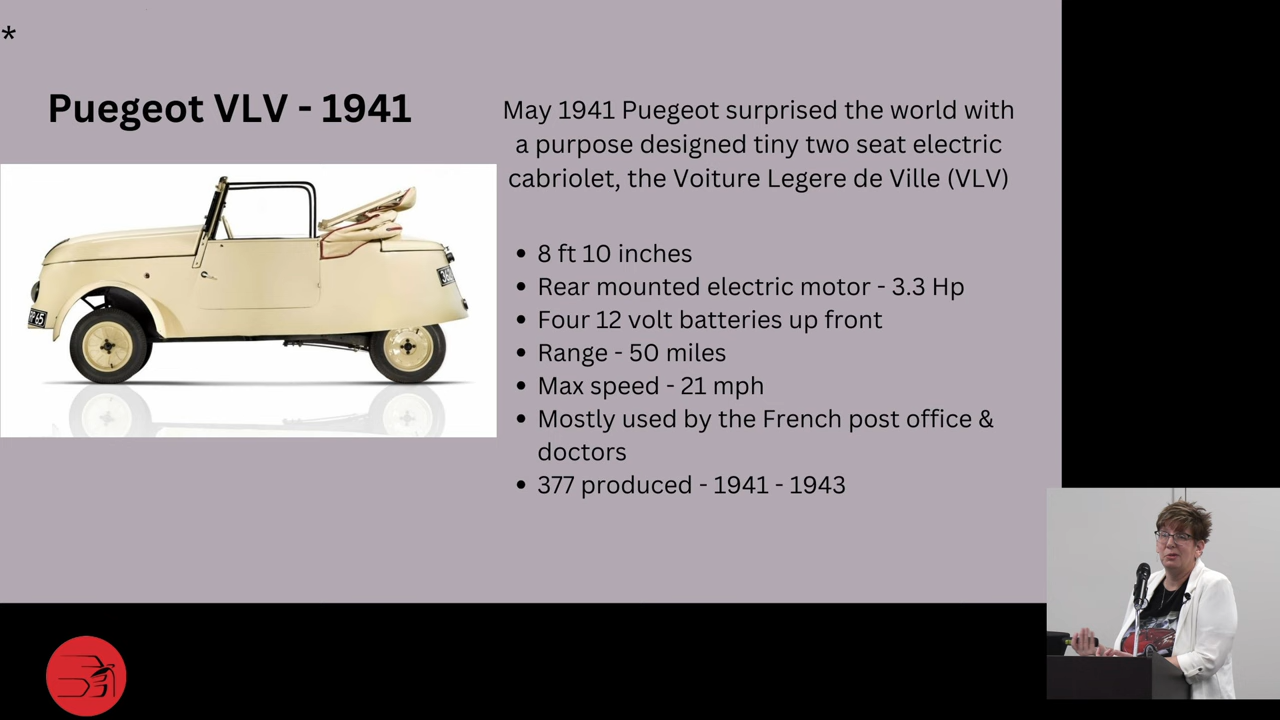 *
Puegeot VLV - 1941
May 1941 Puegeot surprised the world with
a purpose designed tiny two seat electric
cabriolet, the Voiture Legere de Ville (VLV)
• 8 ft 10 inches
• Rear mounted electric motor - 3.3 Hp
• Four 12 volt batteries up front
• Range - 50 miles
• Max speed - 21 mph
• Mostly used by the French post office &
doctors
• 377 produced - 1941 - 1943